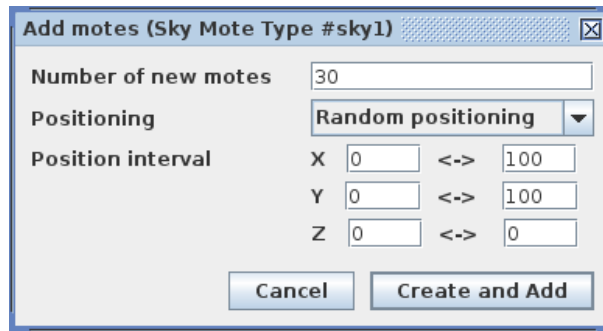 Add motes (Sky Mote Type #sky1)
Number of new motes 30
Positioning Random positioning
Position interval X 0 <-> 100
Y 0 <-> 100
Z 0 <-> 0
Cancel Create and Add